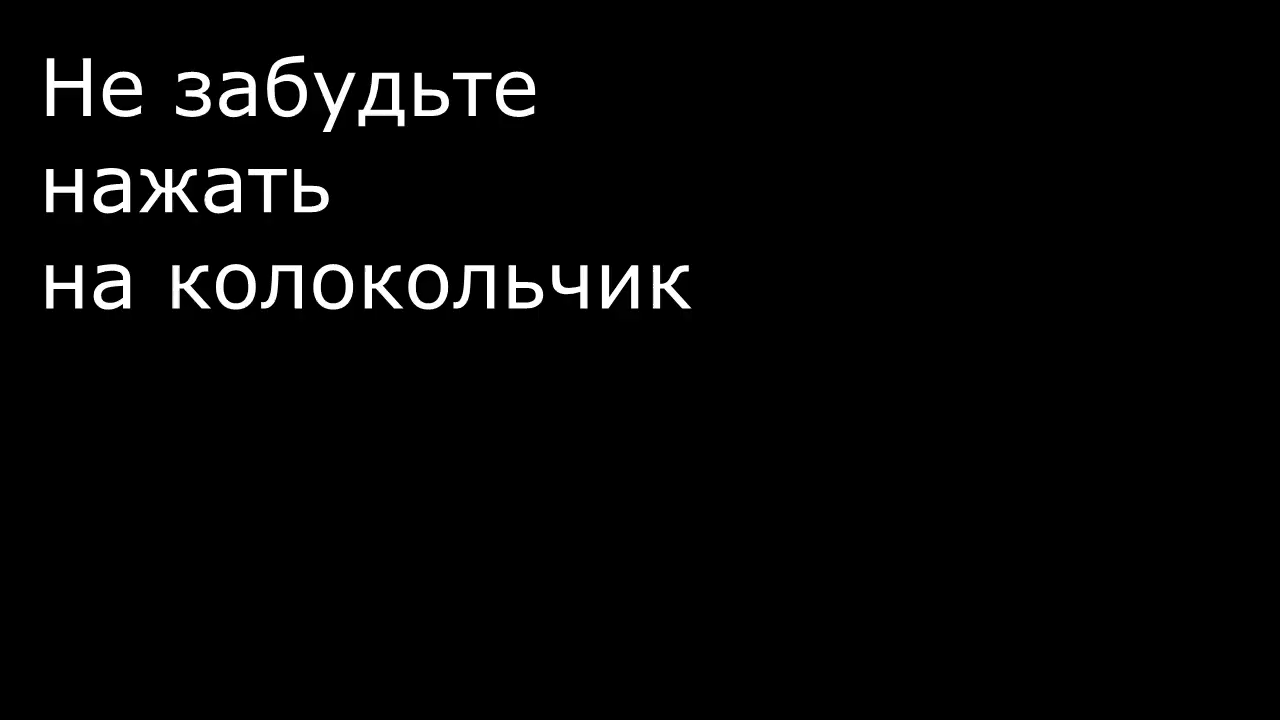 Не забудьте
нажать
на колокольчик